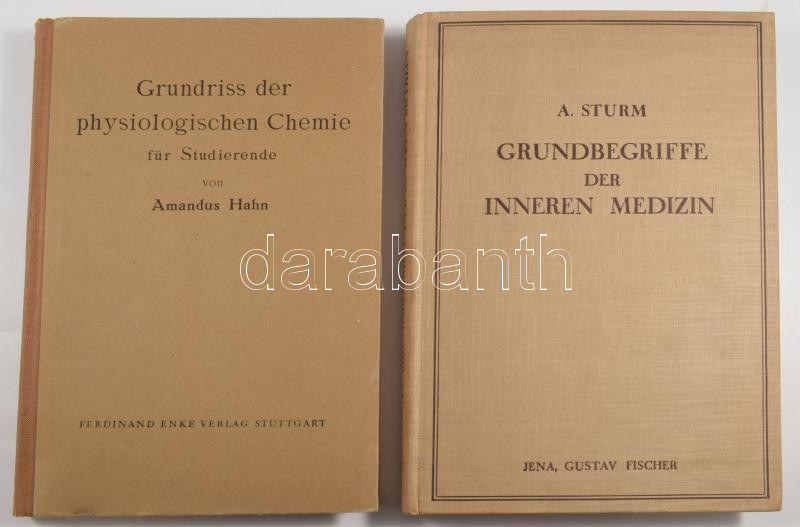 Grundriss der
physiologischen Chemie
für Studierende
von
Amandus Hahn
FERDINAND ENKE VERLAG STUTTGART
A. STURM
GRUNDBEGRIFFE
DER
INNEREN MEDIZIN
JENA, GUSTAV FISCHER
darabanth